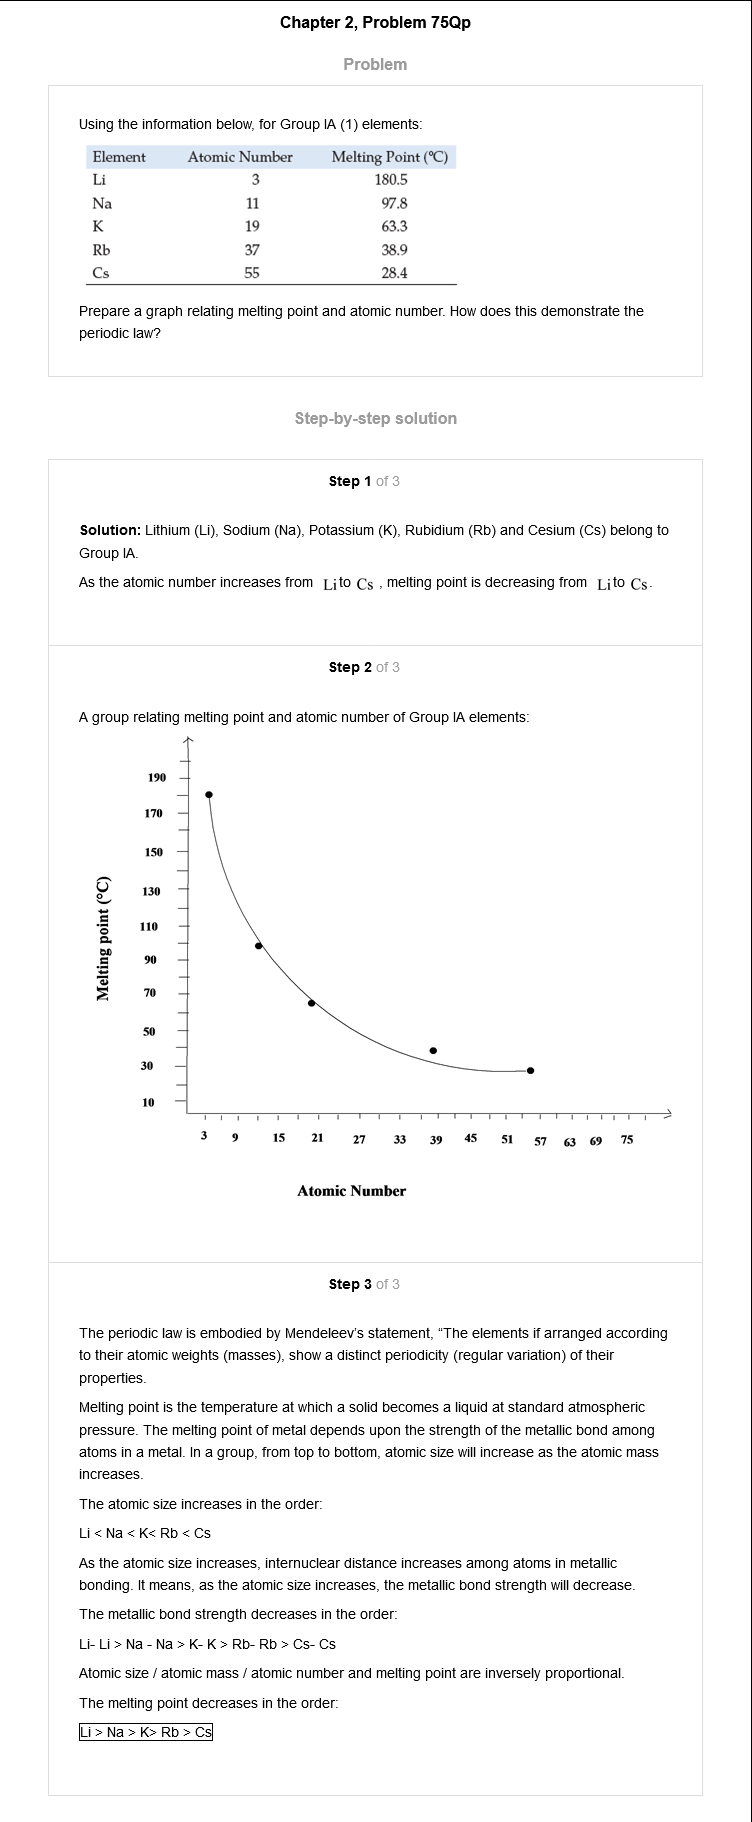 Chapter 2, Problem 75Qp
Problem
Using the information below, for Group IA (1) elements:
Element Atomic Number Melting Point (°C)
Li 3 180.5
Na 11 97.8
K 19 63.3
Rb 37 38.9
Cs 55 28.4
Prepare a graph relating melting point and atomic number. How does this demonstrate the
periodic law?
Step-by-step solution
Step 1 of 3
Solution: Lithium (Li), Sodium (Na), Potassium (K), Rubidium (Rb) and Cesium (Cs) belong to
Group IA.
As the atomic number increases from Li to Cs , melting point is decreasing from Li to Cs.
Step 2 of 3
A group relating melting point and atomic number of Group IA elements:
190
170
150
130
110
90
70
50
30
10
Melting point (°C)
3 9 15 21 27 33 39 45 51 57 63 69 75
Atomic Number
Step 3 of 3
The periodic law is embodied by Mendeleev's statement, “The elements if arranged according
to their atomic weights (masses), show a distinct periodicity (regular variation) of their
properties.
Melting point is the temperature at which a solid becomes a liquid at standard atmospheric
pressure. The melting point of metal depends upon the strength of the metallic bond among
atoms in a metal. In a group, from top to bottom, atomic size will increase as the atomic mass
increases.
The atomic size increases in the order:
Li < Na < K< Rb < Cs
As the atomic size increases, internuclear distance increases among atoms in metallic
bonding. It means, as the atomic size increases, the metallic bond strength will decrease.
The metallic bond strength decreases in the order:
Li- Li > Na - Na > K- K > Rb- Rb > Cs- Cs
Atomic size / atomic mass / atomic number and melting point are inversely proportional.
The melting point decreases in the order:
Li > Na > K> Rb > Cs